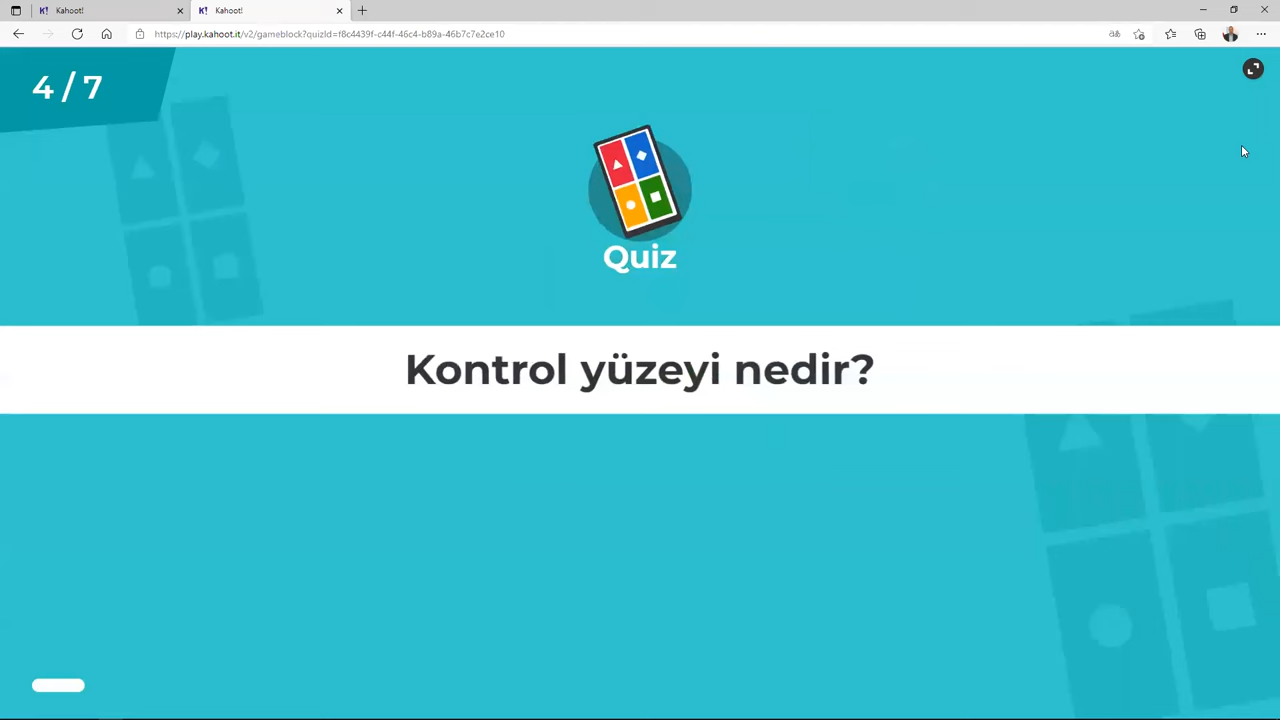 Kahoot!
Kahoot!
https://play.kahoot.it/v2/gameblock?quizId=f8c4439f-c44f-46c4-b89a-46b7c7e2ce10
4 / 7
Quiz
Kontrol yüzeyi nedir?